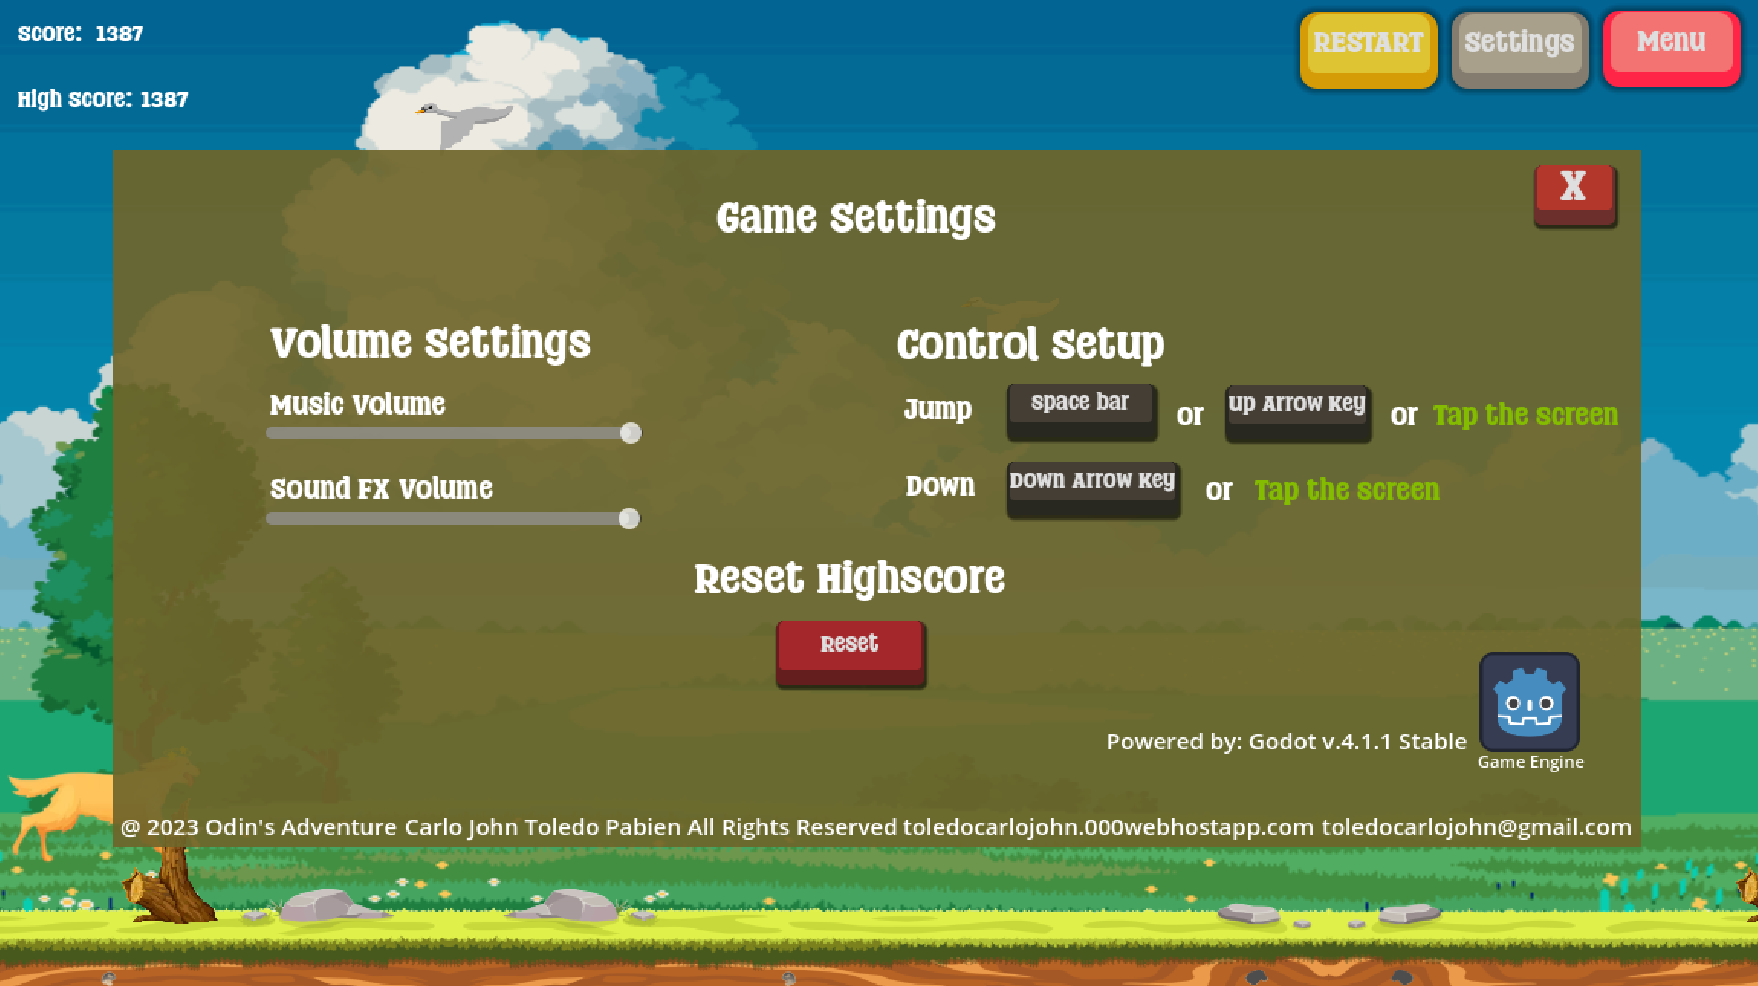 Score: 1387
RESTART
Settings
Menu
High score: 1387
X
Game Settings
Volume Settings
Control Setup
Music Volume
Jump
space bar
or
up Arrow Key
or
Tap the screen
Sound FX Volume
Down
Down Arrow Key
or
Tap the screen
Reset Highscore
Reset
Powered by: Godot v.4.1.1 Stable
Game Engine
@ 2023 Odin's Adventure Carlo John Toledo Pabien All Rights Reserved toledocarlojohn.000webhostapp.com toledocarlojohn@gmail.com